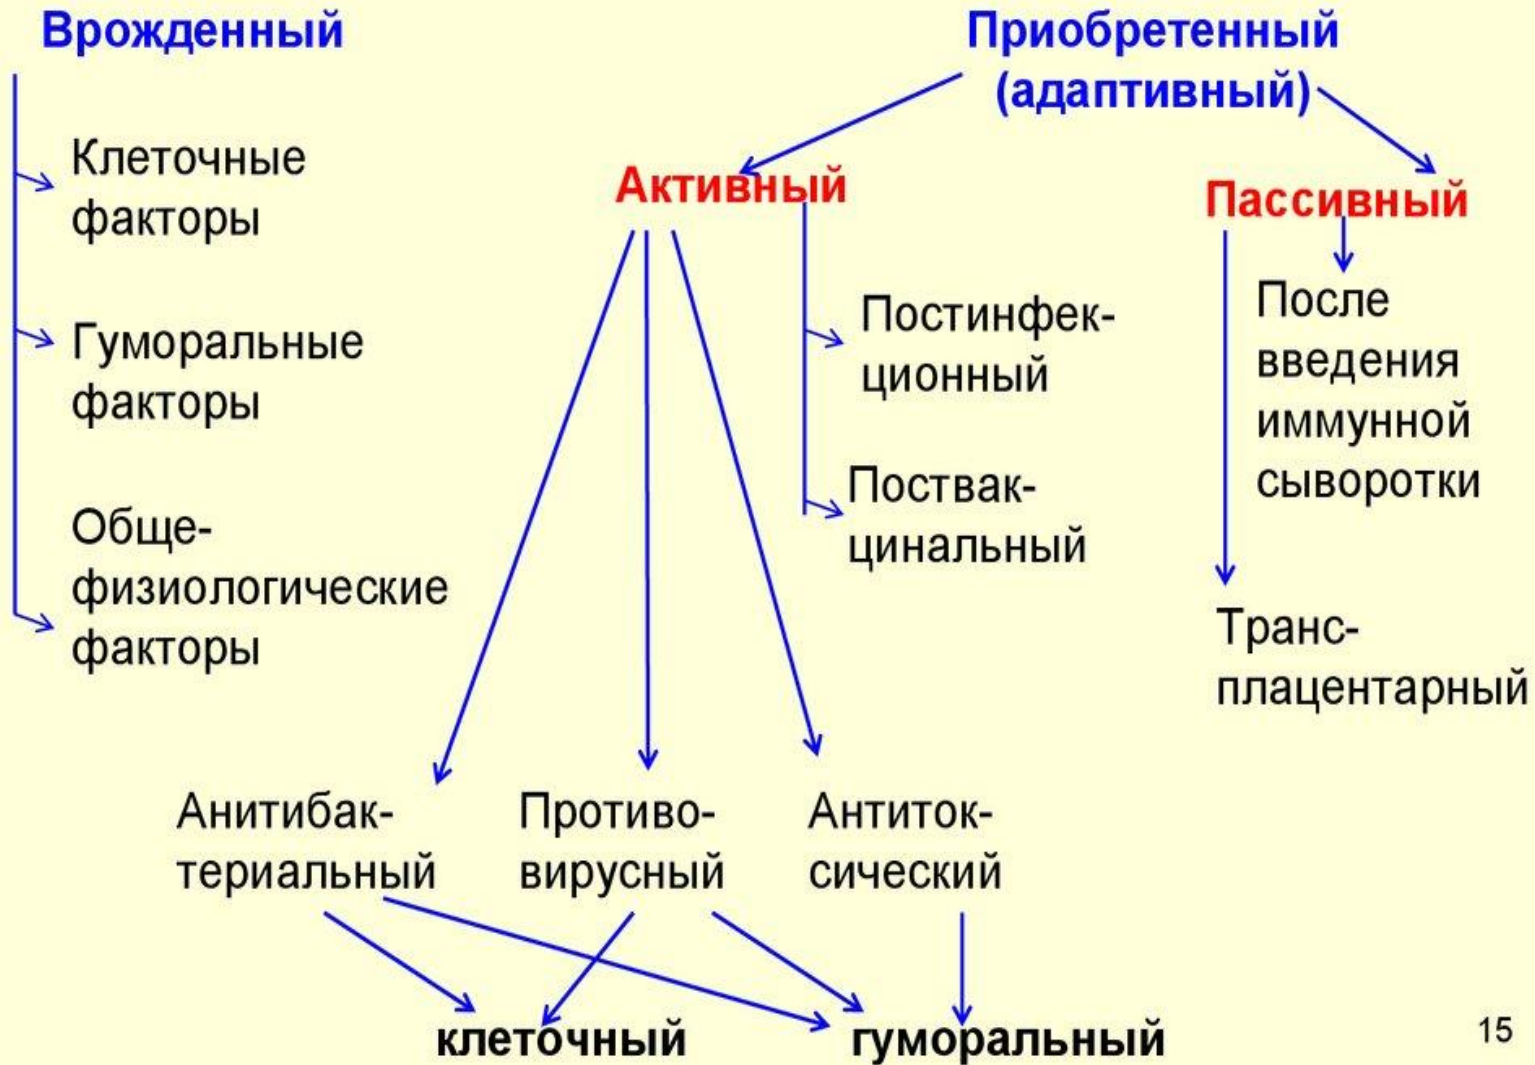 Врожденный
Приобретенный
(адаптивный)
Клеточные
факторы
Гуморальные
факторы
Обще-
физиологические
факторы
Активный
Постинфек-
ционный
Поствак-
цинальный
Пассивный
После
введения
иммунной
сыворотки
Транс-
плацентарный
Анитибак-
териальный
Противо-
вирусный
Антиток-
сический
клеточный
гуморальный
15